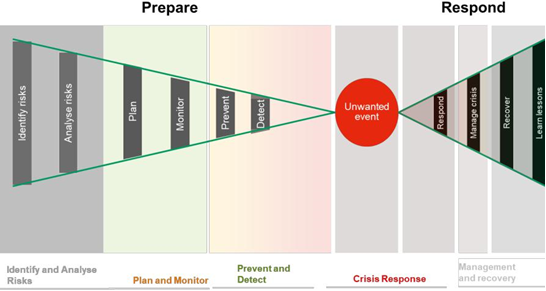 Prepare
Respond
Identify risks
Analyse risks
Plan
Monitor
Prevent
Detect
Unwanted
event
Respond
Manage crisis
Recover
Learn lessons
Identify and Analyse
Risks
Plan and Monitor
Prevent and
Detect
Crisis Response
Management
and recovery